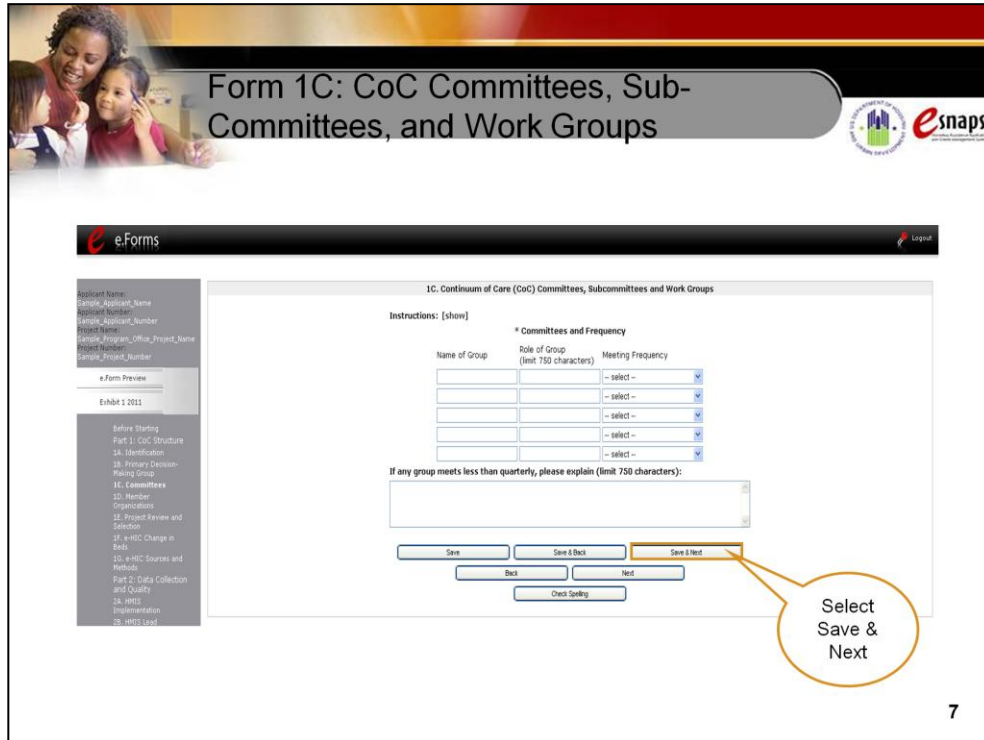 Form 1C: CoC Committees, Sub-
Committees, and Work Groups
esnaps
e e.Forms
Logout
Applicant Name:
Sample_Applicant_Name
Applicant Number:
Sample_Applicant_Number
Project Name:
Sample_Program_Office_Project_Name
Project Number:
Sample_Project_Number
e.Form Preview
Exhibit 1 2011
Before Starting
Part 1: CoC Structure
1A. Identification
1B. Primary Decision-
Making Group
1C. Committees
1D. Member
Organizations
1E. Project Review and
Selection
1F. e-HIC Change in
Beds
1G. e-HIC Sources and
Methods
Part 2: Data Collection
and Quality
2A. HMIS
Implementation
2B. HMIS Lead
1C. Continuum of Care (CoC) Committees, Subcommittees and Work Groups
Instructions: [show]
* Committees and Frequency
Name of Group
Role of Group
(limit 750 characters)
Meeting Frequency
-- select --
-- select --
-- select --
-- select --
-- select --
If any group meets less than quarterly, please explain (limit 750 characters):
Save
Save & Back
Save & Next
Back
Next
Check Spelling
Select
Save &
Next
7